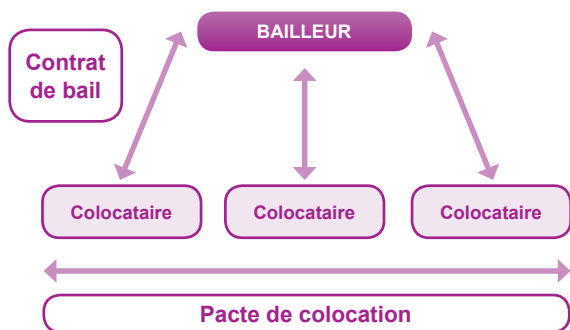 BAILLEUR
Contrat
de bail
Colocataire
Colocataire
Colocataire
Pacte de colocation